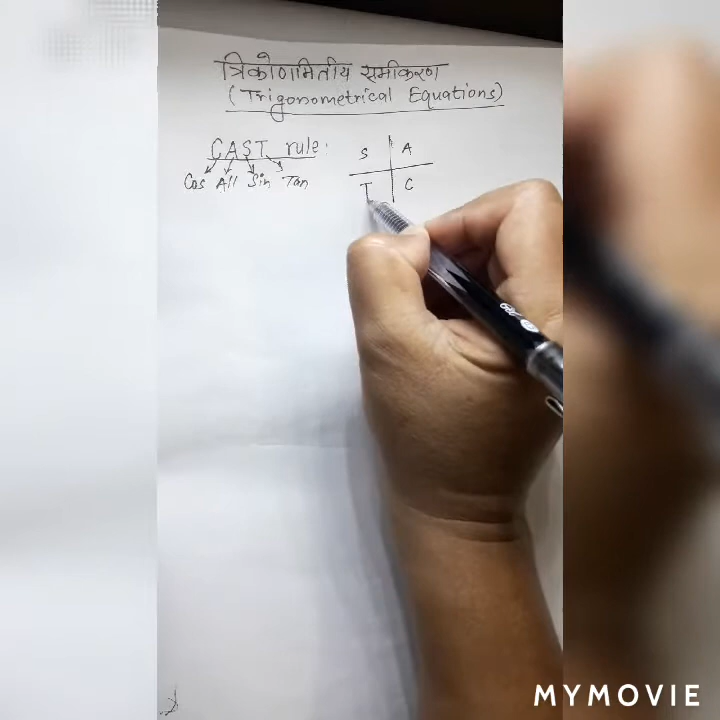 त्रिकोणमितीय समीकरण
(Trigonometrical Equations)
CAST rule.
Cos All Sin Tan
S A
T C
MYMOVIE